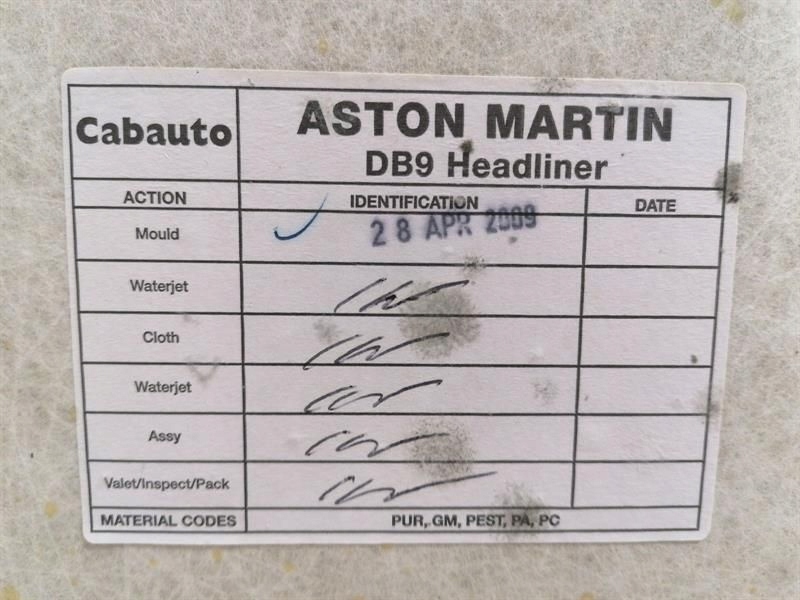 Cabauto
ASTON MARTIN
DB9 Headliner
ACTION IDENTIFICATION DATE
Mould 28 APR 2009
Waterjet
Cloth
Waterjet
Assy
Valet/Inspect/Pack
MATERIAL CODES PUR, GM, PEST, PA, PC